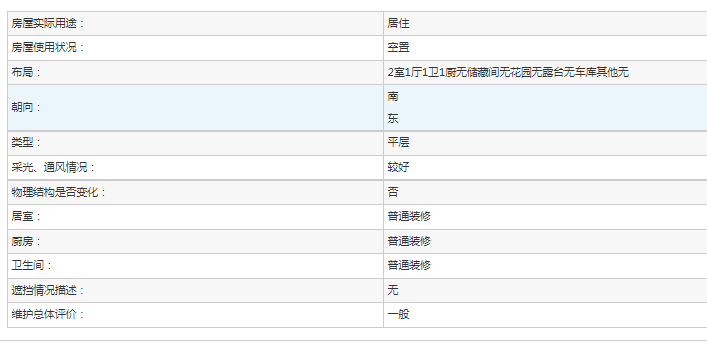 房屋实际用途： 居住
房屋使用状况： 空置
布局： 2室1厅1卫1厨无储藏间无花园无露台无车库其他无
朝向： 南
东
类型： 平层
采光、通风情况： 较好
物理结构是否变化： 否
居室： 普通装修
厨房： 普通装修
卫生间： 普通装修
遮挡情况描述： 无
维护总体评价： 一般